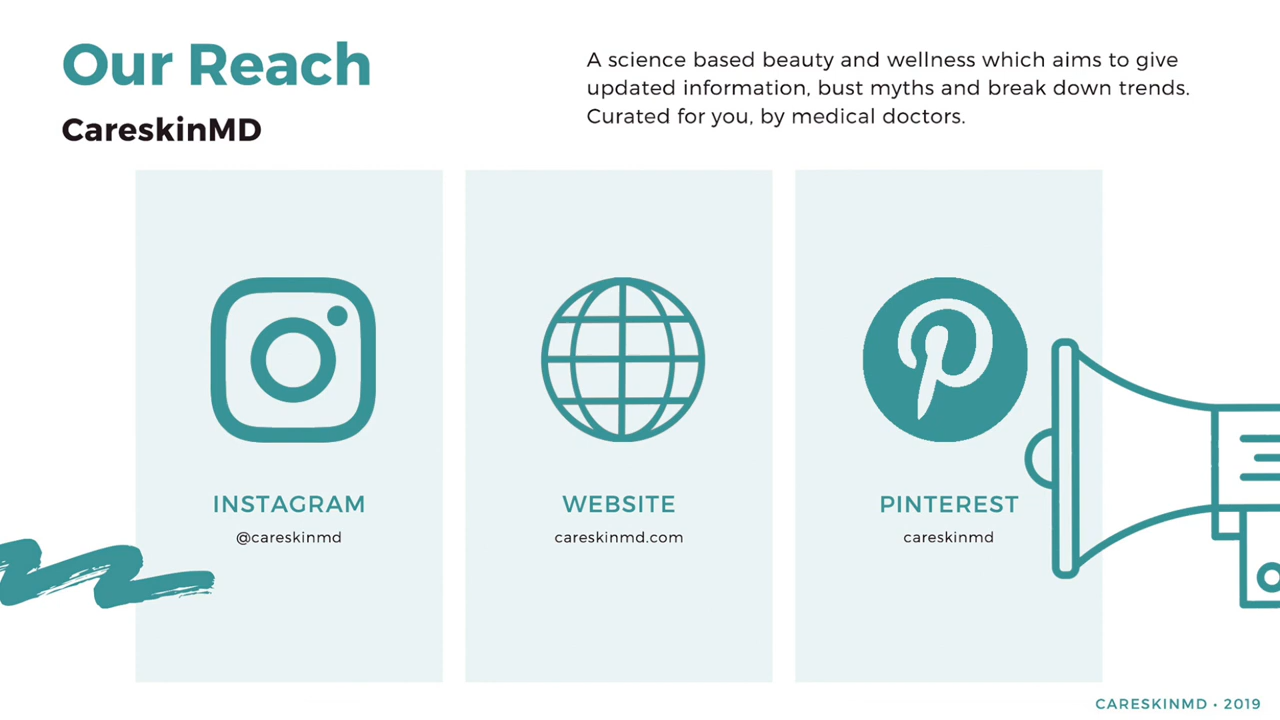 Our Reach
CareskinMD
A science based beauty and wellness which aims to give
updated information, bust myths and break down trends.
Curated for you, by medical doctors.
INSTAGRAM
@careskinmd
WEBSITE
careskinmd.com
PINTEREST
careskinmd
CARESKINMD • 2019